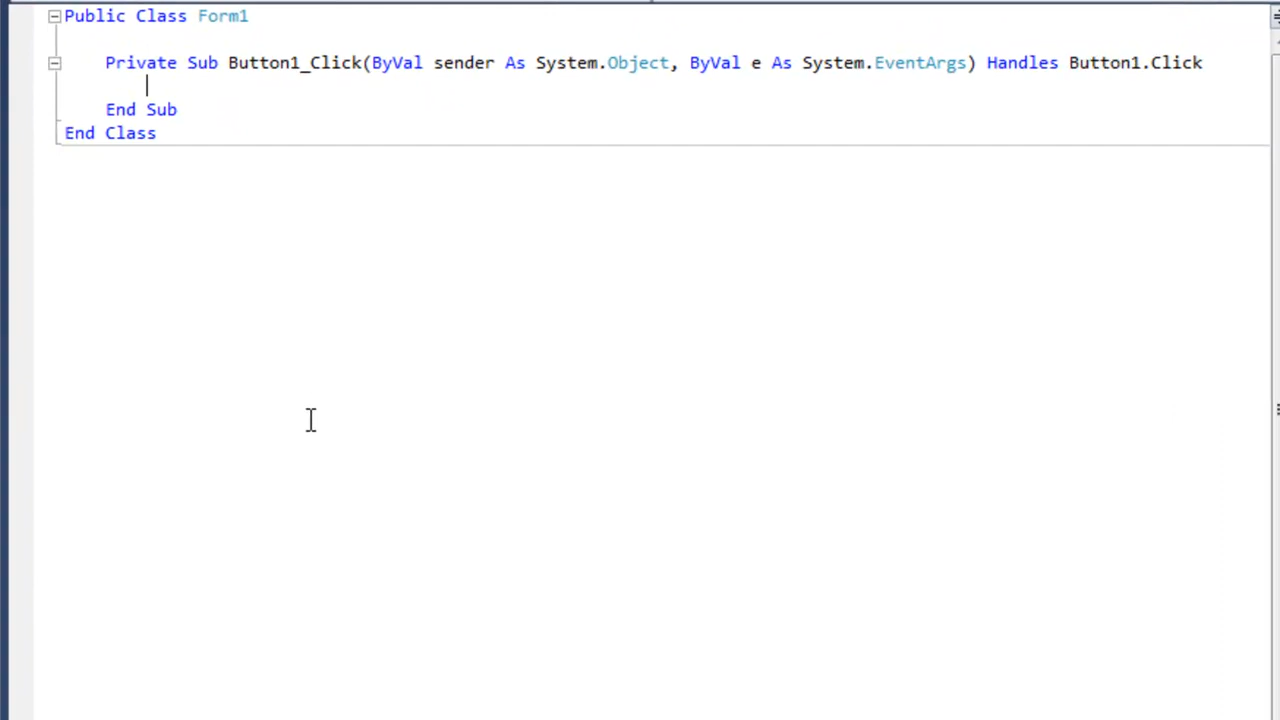 Public Class Form1
Private Sub Button1_Click(ByVal sender As System.Object, ByVal e As System.EventArgs) Handles Button1.Click
End Sub
End Class